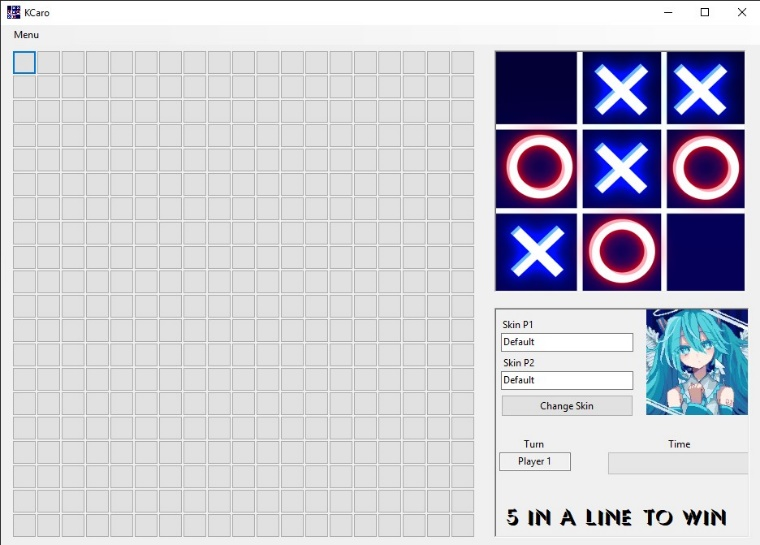 KCaro
Menu
Skin P1
Default
Skin P2
Default
Change Skin
Turn
Time
Player 1
5 IN A LINE TO WIN